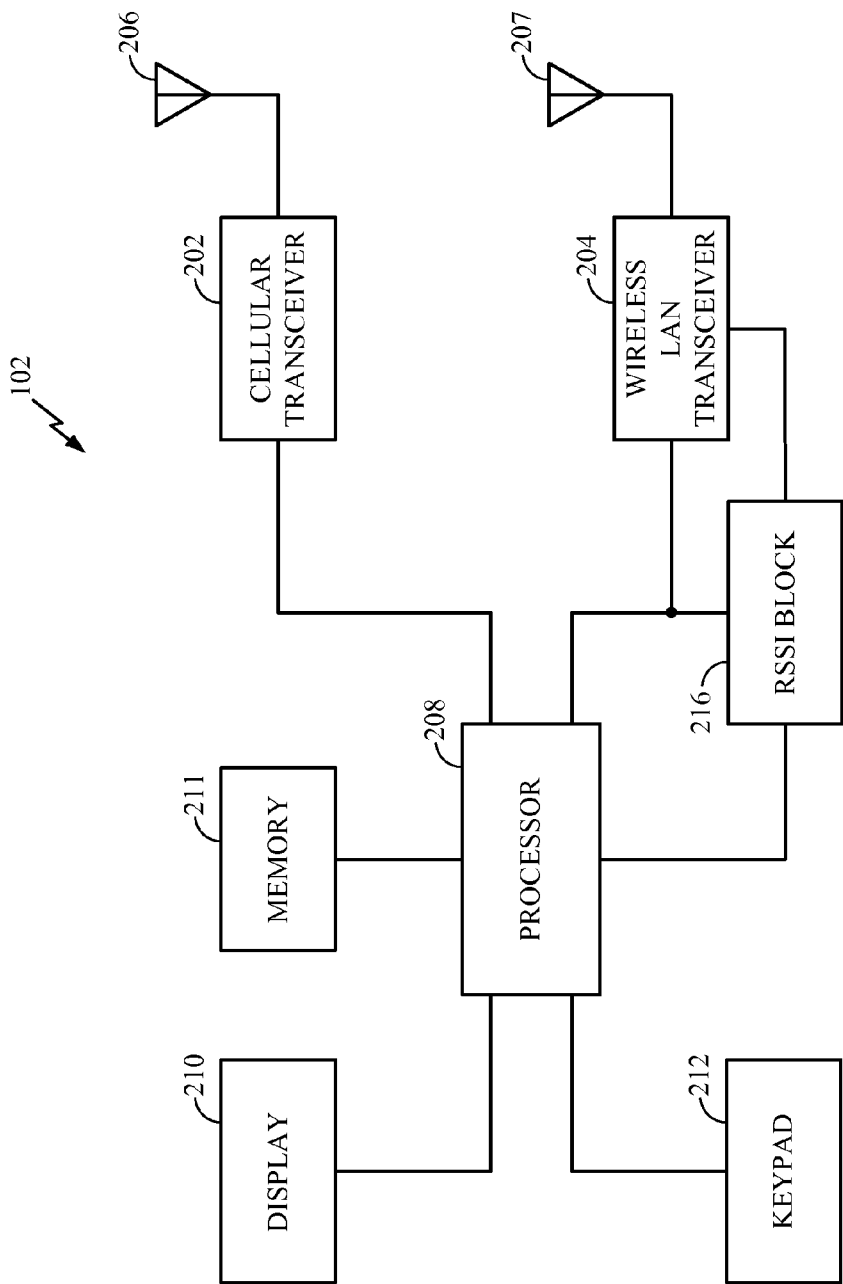 102
206
202
CELLULAR
TRANSCEIVER
207
204
WIRELESS
LAN
TRANSCEIVER
211
MEMORY
208
PROCESSOR
216
RSSI BLOCK
210
DISPLAY
212
KEYPAD